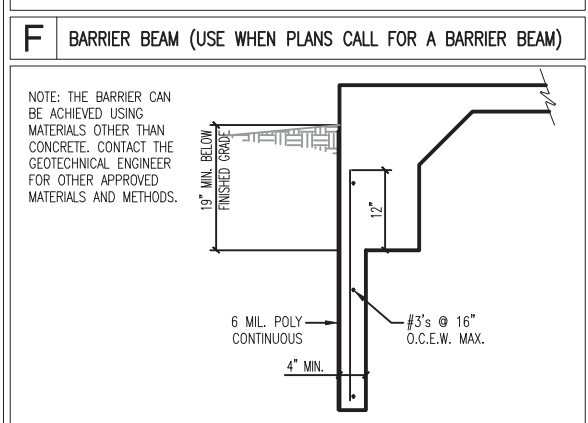 F BARRIER BEAM (USE WHEN PLANS CALL FOR A BARRIER BEAM)
NOTE: THE BARRIER CAN
BE ACHIEVED USING
MATERIALS OTHER THAN
CONCRETE. CONTACT THE
GEOTECHNICAL ENGINEER
FOR OTHER APPROVED
MATERIALS AND METHODS.
19" MIN. BELOW
FINISHED GRADE
12"
6 MIL. POLY
CONTINUOUS
#3's @ 16"
O.C.E.W. MAX.
4" MIN.